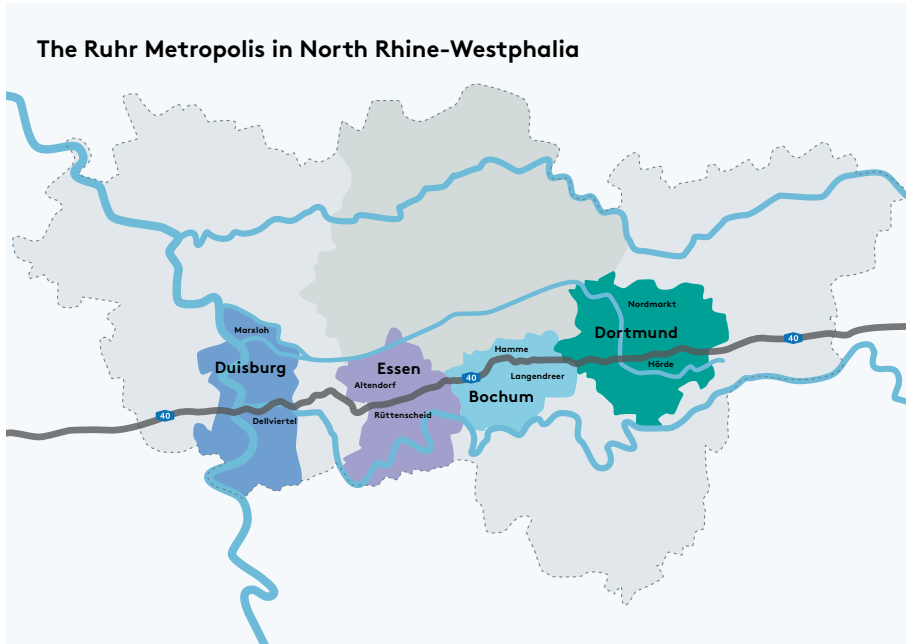 The Ruhr Metropolis in North Rhine-Westphalia
Nordmarkt
Marxloh
Dortmund
40
Hamme
Hörde
Duisburg
Essen
Langendreer
40
Altendorf
Bochum
40
Rüttenscheid
Dellviertel